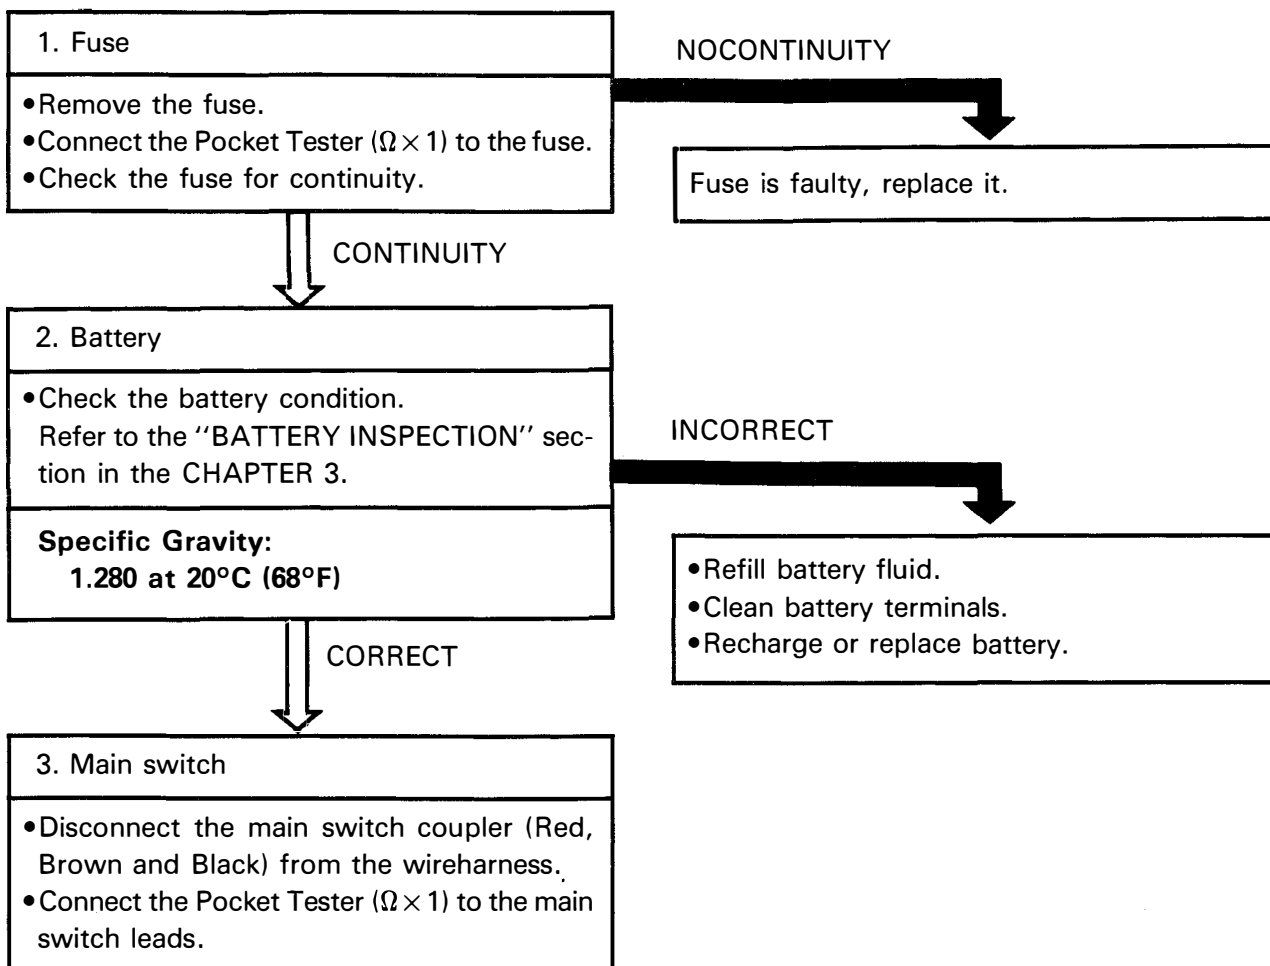 1. Fuse
•Remove the fuse.
•Connect the Pocket Tester (Ω×1) to the fuse.
•Check the fuse for continuity.
NOCONTINUITY
Fuse is faulty, replace it.
CONTINUITY
2. Battery
•Check the battery condition.
Refer to the "BATTERY INSPECTION" sec-
tion in the CHAPTER 3.
Specific Gravity:
1.280 at 20°C (68°F)
INCORRECT
•Refill battery fluid.
•Clean battery terminals.
•Recharge or replace battery.
CORRECT
3. Main switch
•Disconnect the main switch coupler (Red,
Brown and Black) from the wireharness.
•Connect the Pocket Tester (Ω×1) to the main
switch leads.